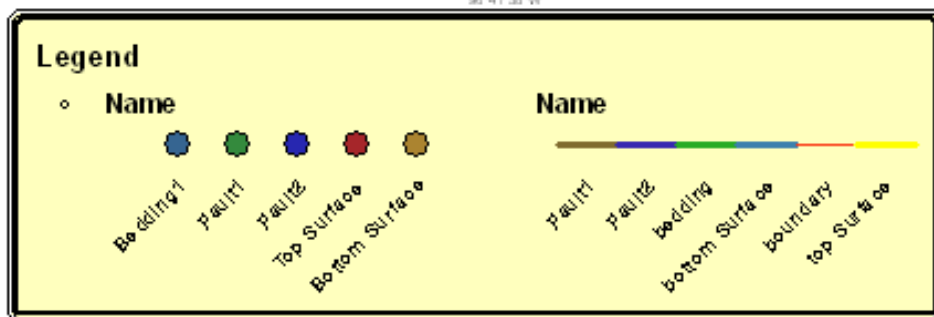 Legend
Name
Bedding1
Fault1
Fault2
Top Surface
Bottom Surface
Name
Fault1
Fault2
bedding
bottom Surface
boundary
top Surface